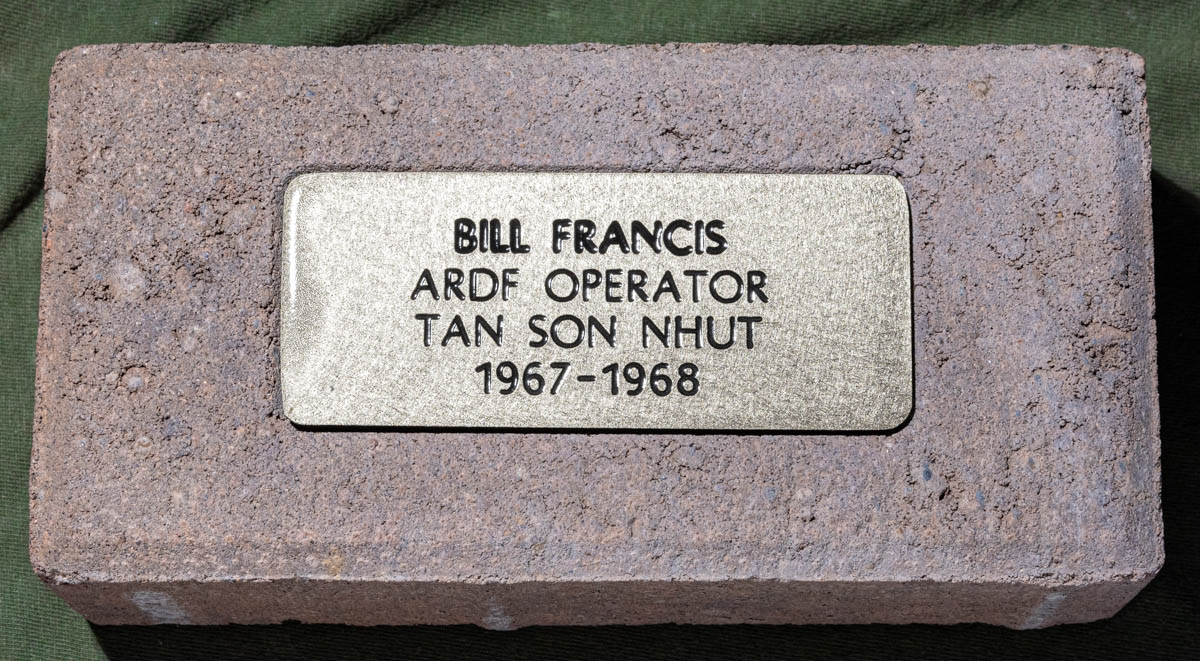 BILL FRANCIS
ARDF OPERATOR
TAN SON NHUT
1967-1968